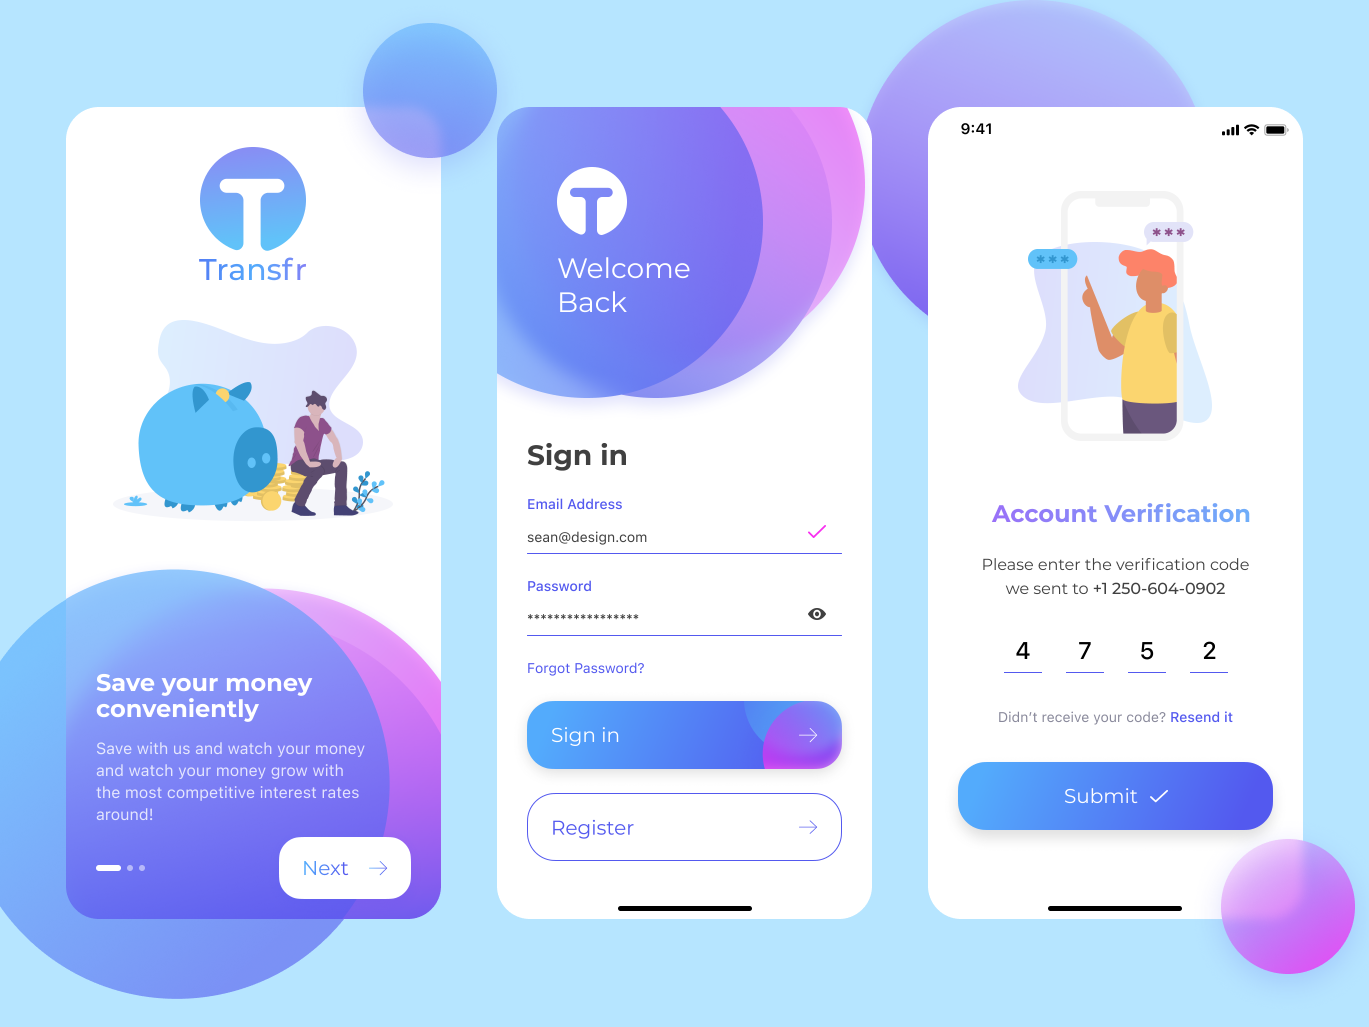 Transfr
Save your money
conveniently
Save with us and watch your money
and watch your money grow with
the most competitive interest rates
around!
Next
Welcome
Back
Sign in
Email Address
sean@design.com
Password
*****************
Forgot Password?
Sign in
Register
9:41
***
***
Account Verification
Please enter the verification code
we sent to +1 250-604-0902
4 7 5 2
Didn’t receive your code? Resend it
Submit